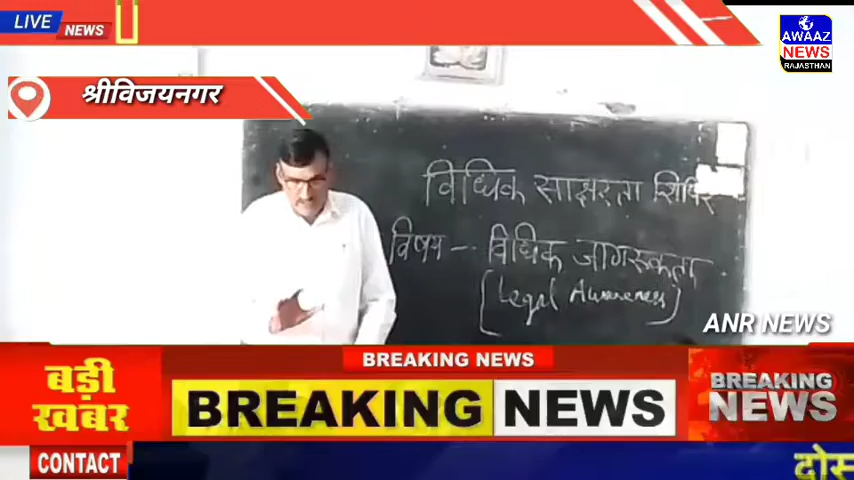 LIVE
NEWS
AWAAZ
NEWS
RAJASTHAN
श्रीविजयनगर
विधिक साक्षरता शिविर
विषय - विधिक जागरूकता
(Legal Awareness)
ANR NEWS
BREAKING NEWS
बड़ी
खबर
BREAKING NEWS
BREAKING
NEWS
CONTACT
दोस